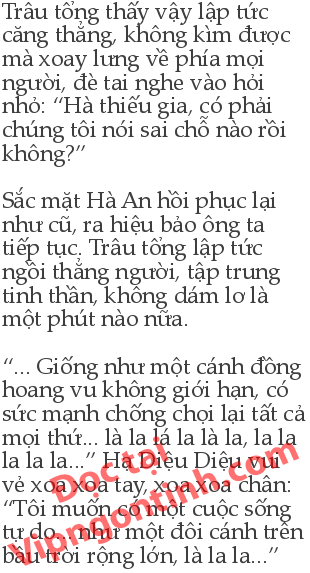 Trâu tổng thấy vậy lập tức
căng thẳng, không kìm được
mà xoay lưng về phía mọi
người, đè tai nghe vào hỏi
nhỏ: “Hà thiếu gia, có phải
chúng tôi nói sai chỗ nào rồi
không?”
Sắc mặt Hà An hồi phục lại
như cũ, ra hiệu bảo ông ta
tiếp tục. Trâu tổng lập tức
ngồi thẳng người, tập trung
tinh thần, không dám lơ là
một phút nào nữa.
“... Giống như một cánh đồng
hoang vu không giới hạn, có
sức mạnh chống chọi lại tất cả
mọi thứ... là la lá la là la, la la
la la la...” Hạ Diệu Diệu vui
vẻ xoa xoa tay, xoa xoa chân:
“Tôi muốn có một cuộc sống
tự do... như một đôi cánh trên
bầu trời rộng lớn, là la la...”
Đọc tại
Vipngontinh.com